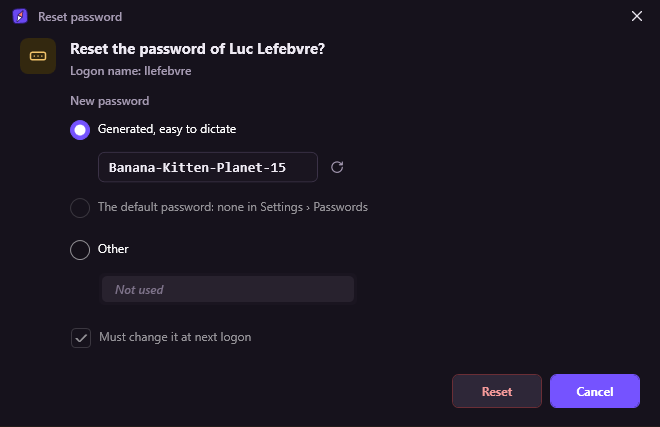 Reset password
Reset the password of Luc Lefebvre?
Logon name: llefebvre
New password
Generated, easy to dictate
Banana-Kitten-Planet-15
The default password: none in Settings › Passwords
Other
Not used
Must change it at next logon
Reset
Cancel